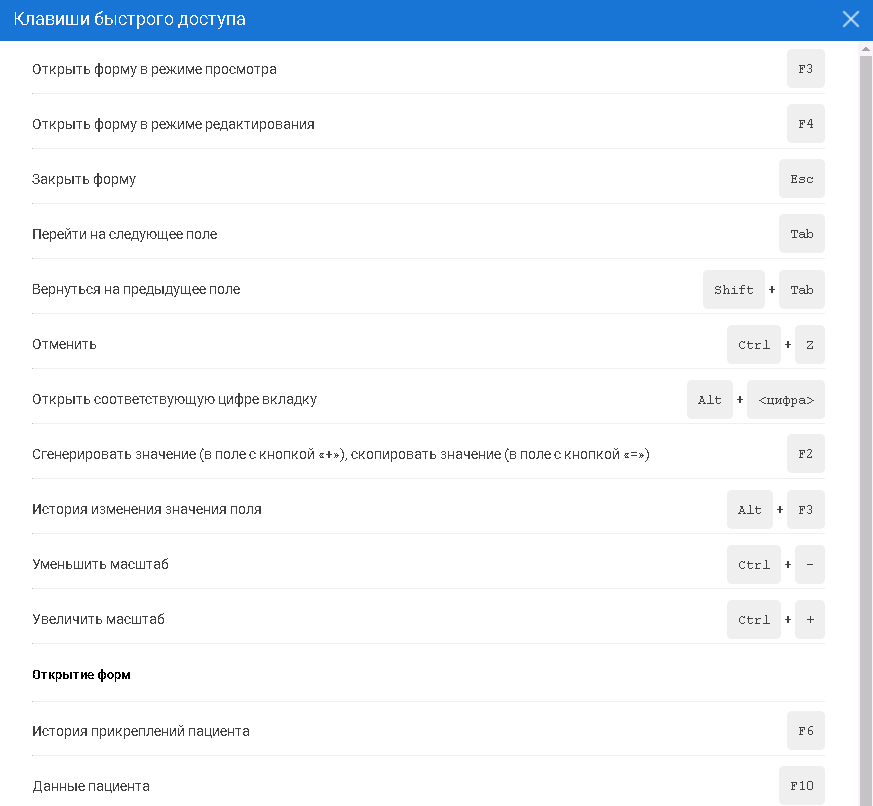 Клавиши быстрого доступа
Открыть форму в режиме просмотра F3
Открыть форму в режиме редактирования F4
Закрыть форму Esc
Перейти на следующее поле Tab
Вернуться на предыдущее поле Shift + Tab
Отменить Ctrl + Z
Открыть соответствующую цифре вкладку Alt + <цифра>
Сгенерировать значение (в поле с кнопкой «+»), скопировать значение (в поле с кнопкой «=») F2
История изменения значения поля Alt + F3
Уменьшить масштаб Ctrl + -
Увеличить масштаб Ctrl + +
Открытие форм
История прикреплений пациента F6
Данные пациента F10